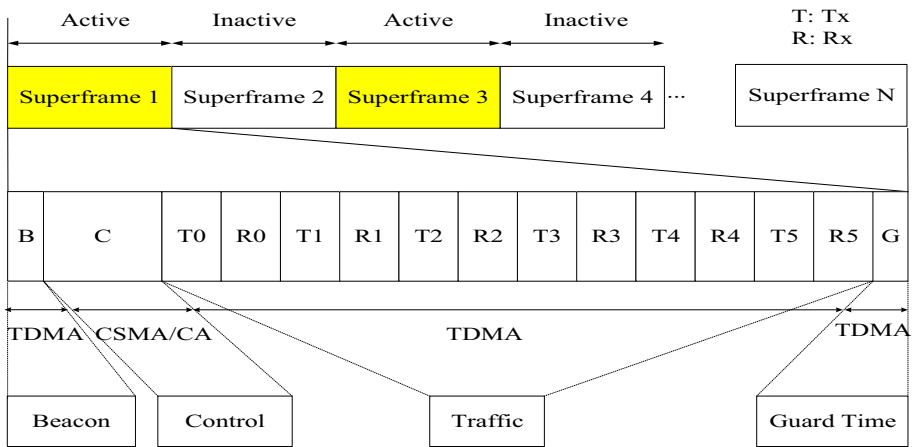 Active Inactive Active Inactive T: Tx
R: Rx
Superframe 1 Superframe 2 Superframe 3 Superframe 4 ... Superframe N
B C T0 R0 T1 R1 T2 R2 T3 R3 T4 R4 T5 R5 G
TDMA CSMA/CA TDMA TDMA
Beacon Control Traffic Guard Time